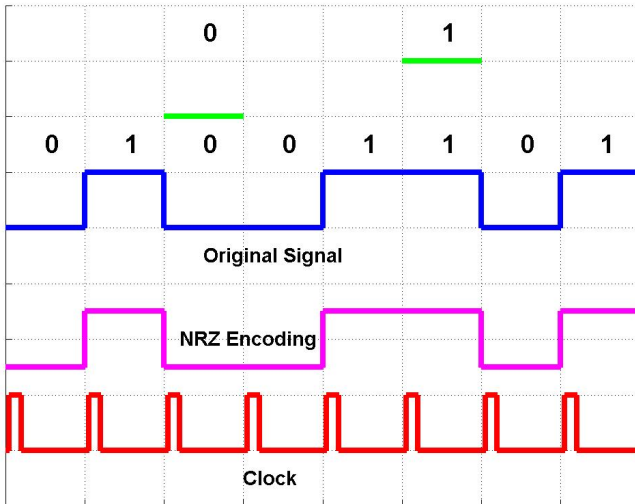 0 1
0 1 0 0 1 1 0 1
Original Signal
NRZ Encoding
Clock